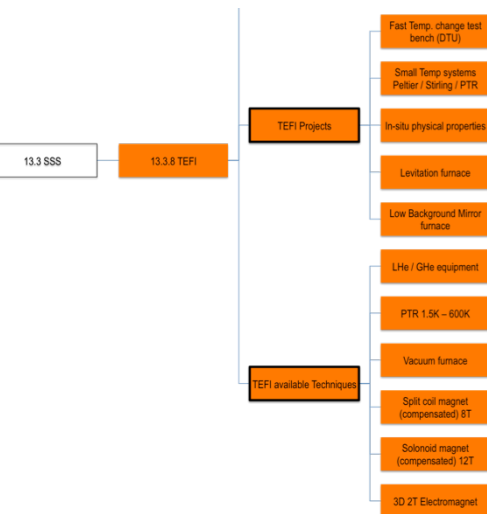 13.3 SSS
13.3.8 TEFI
TEFI Projects
Fast Temp. change test
bench (DTU)
Small Temp systems
Peltier / Stirling / PTR
In-situ physical properties
Levitation furnace
Low Background Mirror
furnace
TEFI available Techniques
LHe / GHe equipment
PTR 1.5K – 600K
Vacuum furnace
Split coil magnet
(compensated) 8T
Solonoid magnet
(compensated) 12T
3D 2T Electromagnet